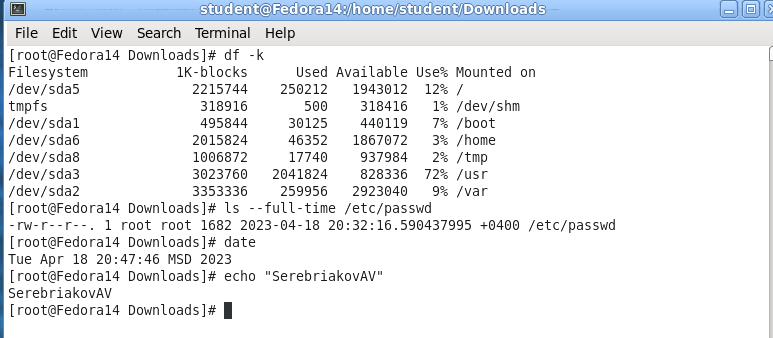 student@Fedora14:/home/student/Downloads
File Edit View Search Terminal Help
[root@Fedora14 Downloads]# df -k
Filesystem           1K-blocks      Used Available Use% Mounted on
/dev/sda5              2215744    250212   1943012  12% /
tmpfs                   318916       500    318416   1% /dev/shm
/dev/sda1               495844     30125    440119   7% /boot
/dev/sda6              2015824     46352   1867072   3% /home
/dev/sda8              1006872     17740    937984   2% /tmp
/dev/sda3              3023760   2041824    828336  72% /usr
/dev/sda2              3353336    259956   2923040   9% /var
[root@Fedora14 Downloads]# ls --full-time /etc/passwd
-rw-r--r--. 1 root root 1682 2023-04-18 20:32:16.590437995 +0400 /etc/passwd
[root@Fedora14 Downloads]# date
Tue Apr 18 20:47:46 MSD 2023
[root@Fedora14 Downloads]# echo "SerebriakovAV"
SerebriakovAV
[root@Fedora14 Downloads]#